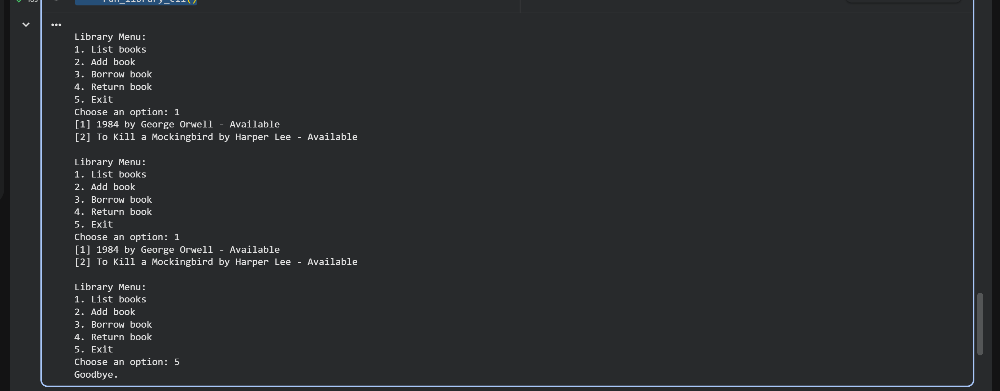 run_library_cli()
Library Menu:
1. List books
2. Add book
3. Borrow book
4. Return book
5. Exit
Choose an option: 1
[1] 1984 by George Orwell - Available
[2] To Kill a Mockingbird by Harper Lee - Available
Library Menu:
1. List books
2. Add book
3. Borrow book
4. Return book
5. Exit
Choose an option: 1
[1] 1984 by George Orwell - Available
[2] To Kill a Mockingbird by Harper Lee - Available
Library Menu:
1. List books
2. Add book
3. Borrow book
4. Return book
5. Exit
Choose an option: 5
Goodbye.